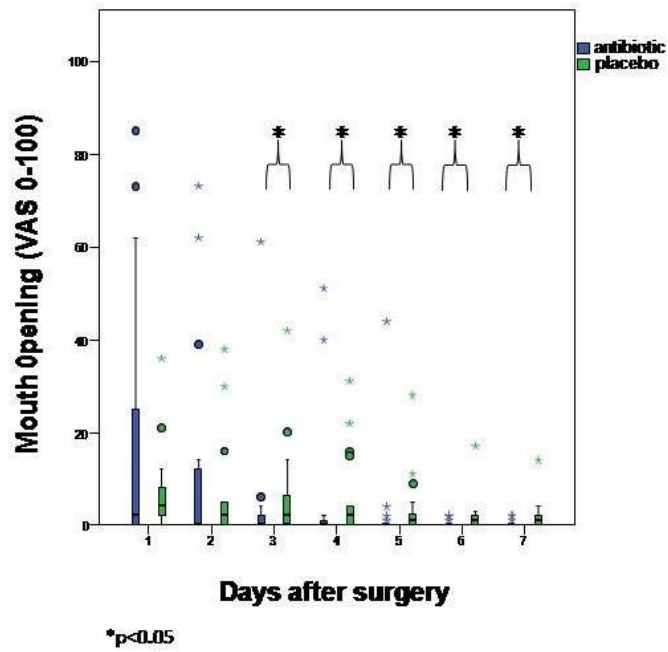 antibiotic
placebo
Mouth Opening (VAS 0-100)
100
80
60
40
20
0
* * * * *
1 2 3 4 5 6 7
Days after surgery
*p<0.05